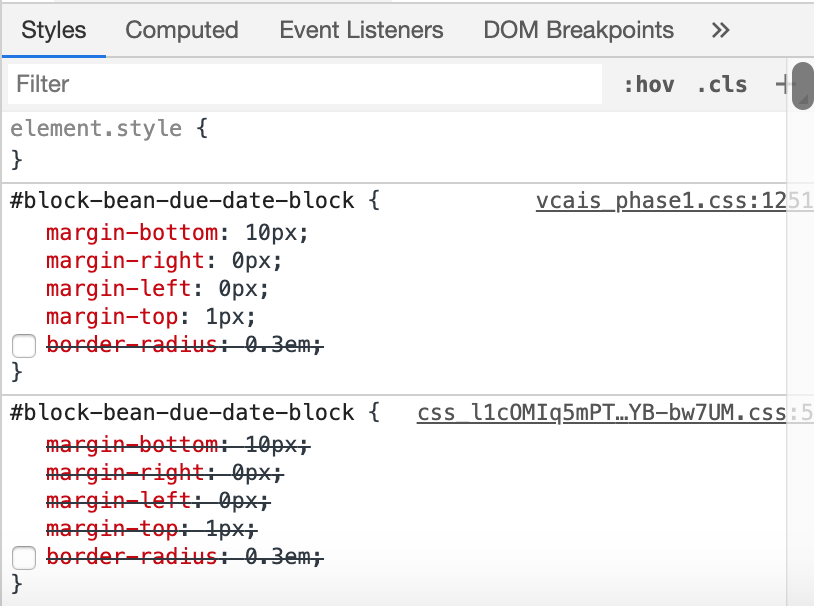 Styles Computed Event Listeners DOM Breakpoints »
Filter :hov .cls +
element.style {
}
#block-bean-due-date-block { vcais_phase1.css:1251
margin-bottom: 10px;
margin-right: 0px;
margin-left: 0px;
margin-top: 1px;
border-radius: 0.3em;
}
#block-bean-due-date-block { css_l1cOMIq5mPT…YB-bw7UM.css:5
margin-bottom: 10px;
margin-right: 0px;
margin-left: 0px;
margin-top: 1px;
border-radius: 0.3em;
}